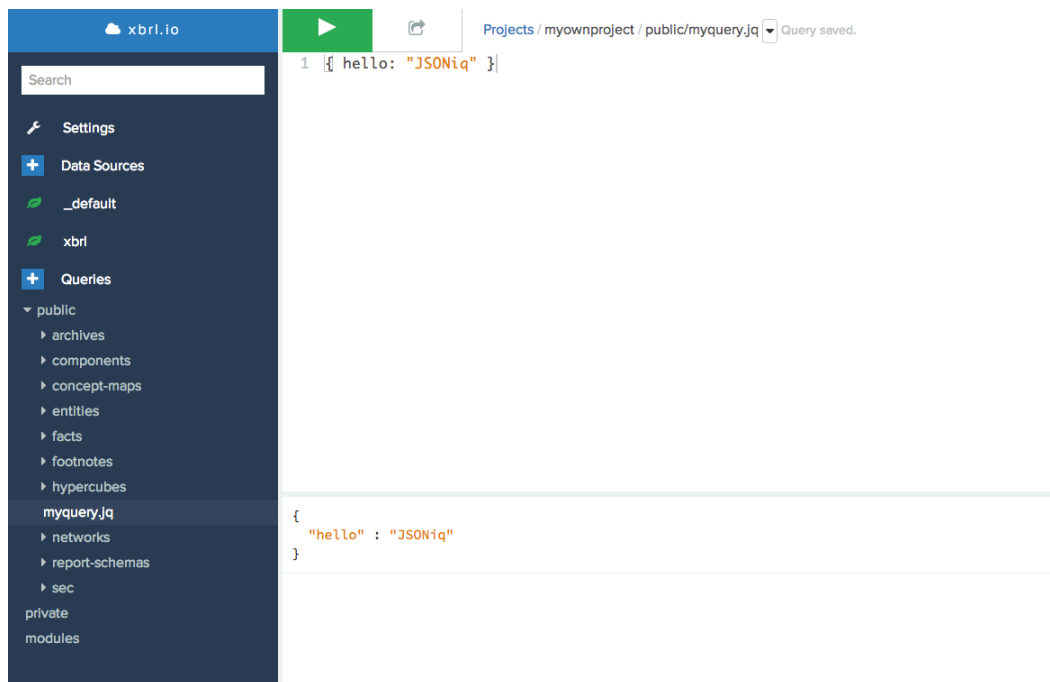 xbrl.io
Projects / myownproject / public/myquery.jq Query saved.
Search
Settings
Data Sources
_default
xbrl
Queries
public
archives
components
concept-maps
entities
facts
footnotes
hypercubes
myquery.jq
networks
report-schemas
sec
private
modules
1 { hello: "JSONiq" }
{
"hello" : "JSONiq"
}